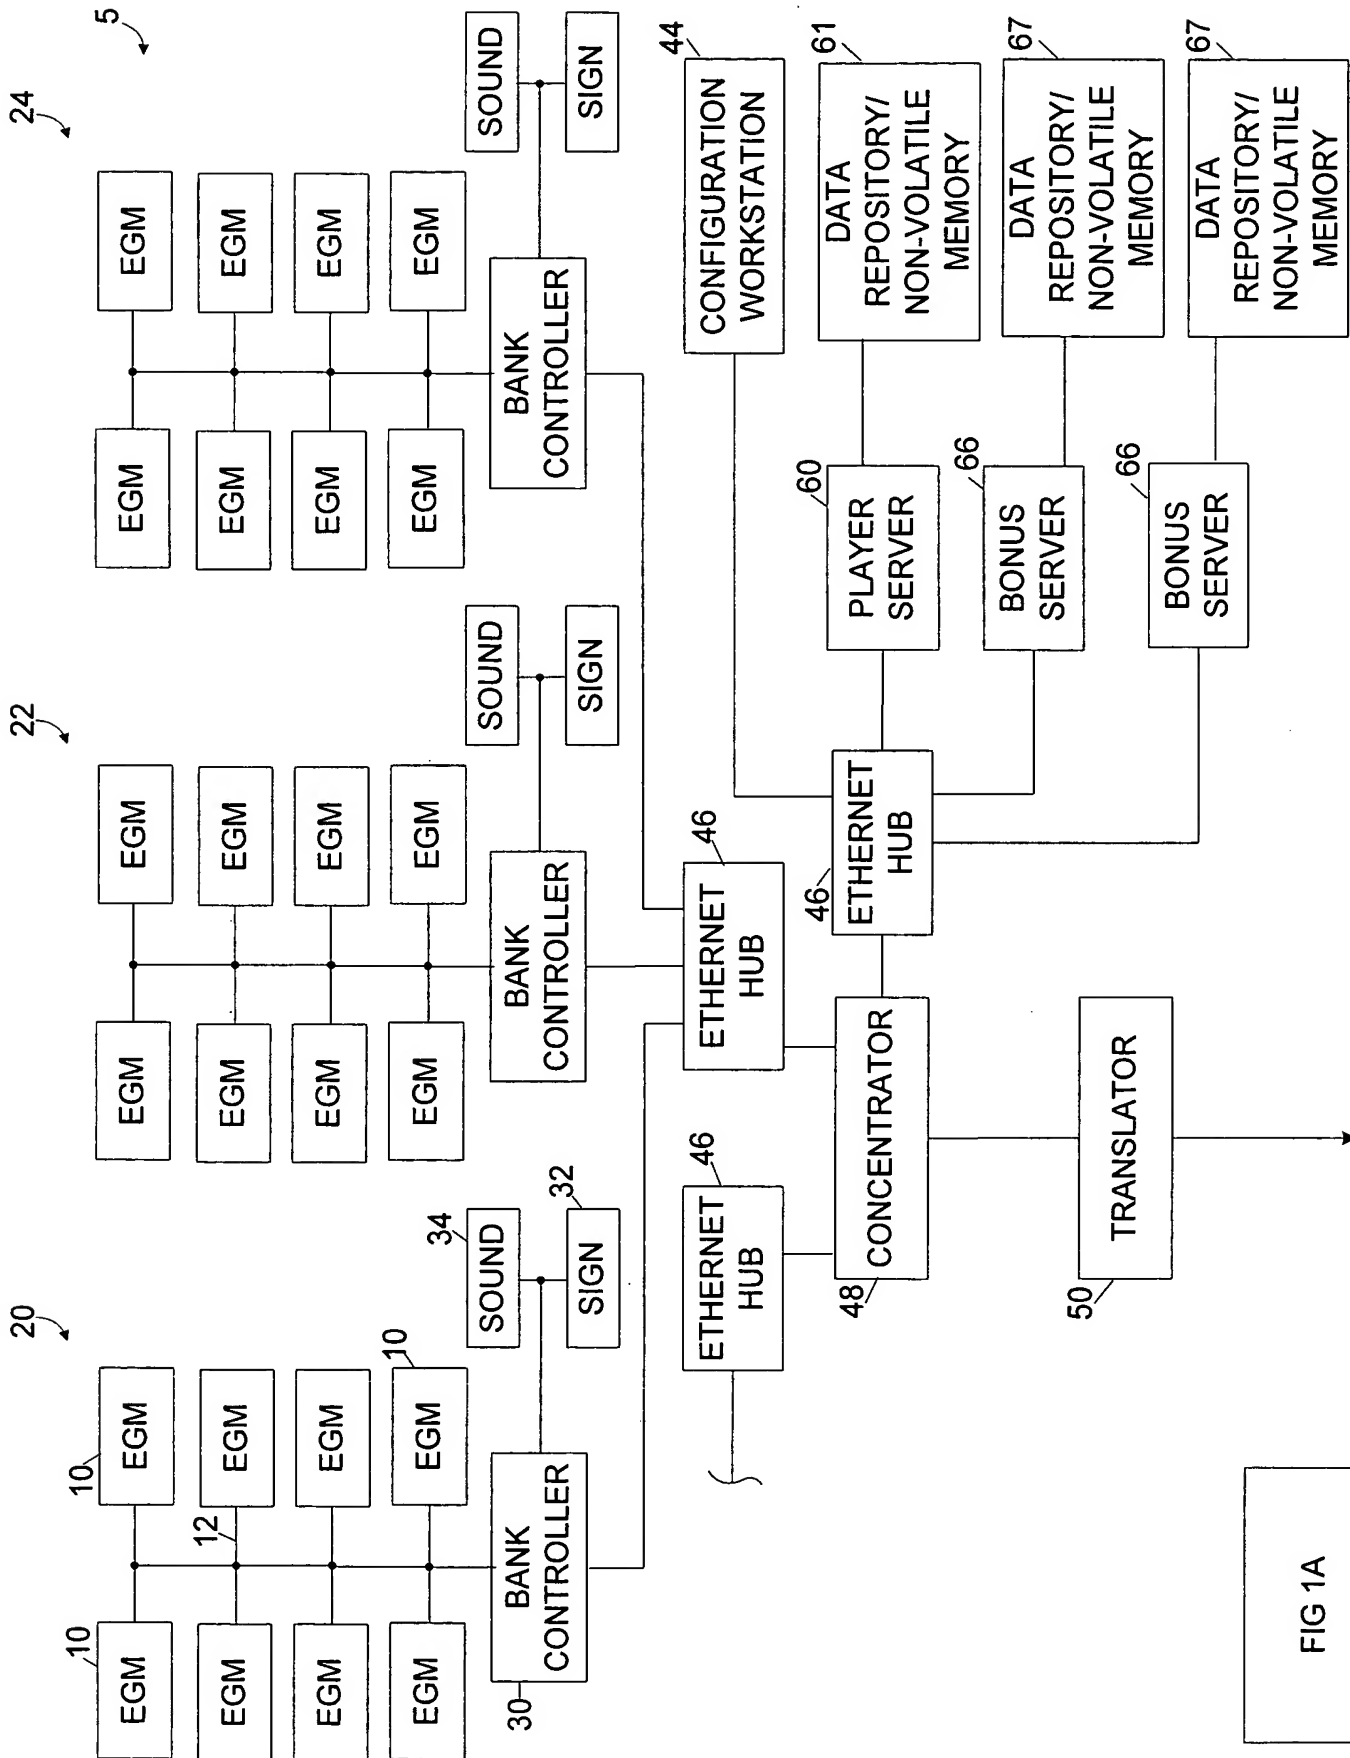 20
22
24
5
10
10
EGM
EGM
EGM
EGM
EGM
EGM
12
EGM
EGM
EGM
EGM
EGM
EGM
EGM
EGM
EGM
EGM
EGM
EGM
10
EGM
EGM
EGM
EGM
EGM
EGM
34
SOUND
SOUND
SOUND
30
BANK
CONTROLLER
BANK
CONTROLLER
BANK
CONTROLLER
32
SIGN
SIGN
SIGN
46
ETHERNET
HUB
46
ETHERNET
HUB
44
CONFIGURATION
WORKSTATION
48
CONCENTRATOR
46
ETHERNET
HUB
60
PLAYER
SERVER
61
DATA
REPOSITORY/
NON-VOLATILE
MEMORY
66
BONUS
SERVER
67
DATA
REPOSITORY/
NON-VOLATILE
MEMORY
50
TRANSLATOR
66
BONUS
SERVER
67
DATA
REPOSITORY/
NON-VOLATILE
MEMORY
FIG 1A